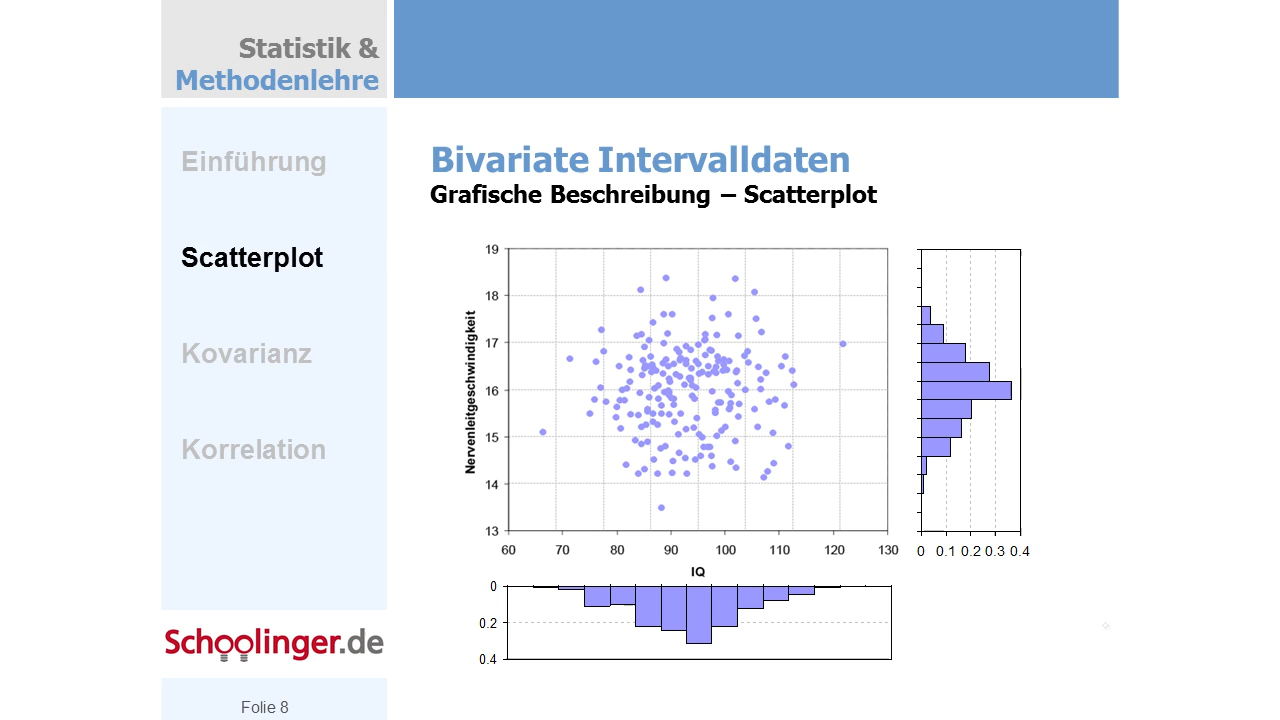 Statistik &
Methodenlehre
Einführung
Scatterplot
Kovarianz
Korrelation
Schoolinger.de
Folie 8
Bivariate Intervalldaten
Grafische Beschreibung – Scatterplot
Nervenleitgeschwindigkeit
19
18
17
16
15
14
13
60 70 80 90 100 110 120 130
IQ
0 0.1 0.2 0.3 0.4
0
0.2
0.4